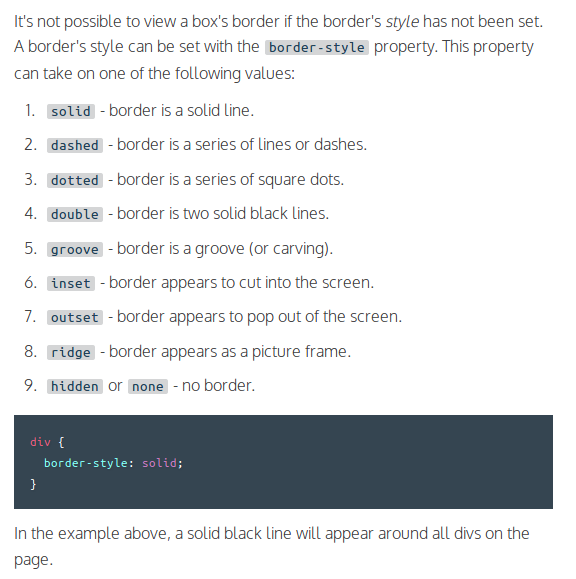 It's not possible to view a box's border if the border's style has not been set.
A border's style can be set with the border-style property. This property
can take on one of the following values:
1. solid - border is a solid line.
2. dashed - border is a series of lines or dashes.
3. dotted - border is a series of square dots.
4. double - border is two solid black lines.
5. groove - border is a groove (or carving).
6. inset - border appears to cut into the screen.
7. outset - border appears to pop out of the screen.
8. ridge - border appears as a picture frame.
9. hidden or none - no border.
div {
  border-style: solid;
}
In the example above, a solid black line will appear around all divs on the
page.